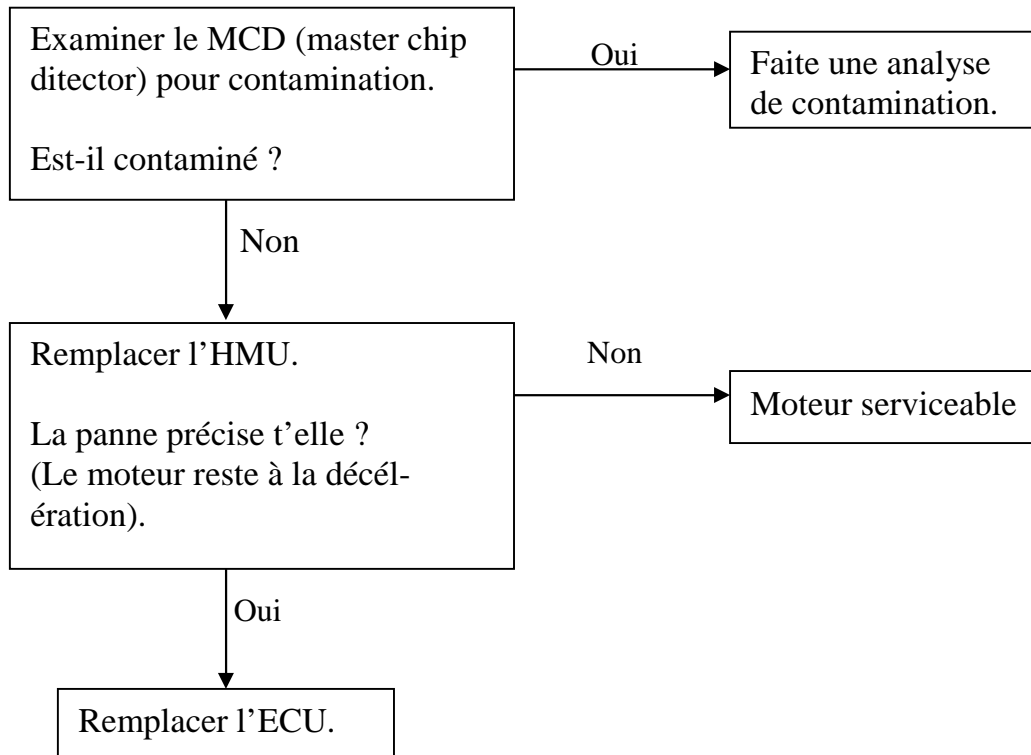 Examiner le MCD (master chip
ditector) pour contamination.
Est-il contaminé ?
Oui
Faite une analyse
de contamination.
Non
Remplacer l’HMU.
La panne précise t’elle ?
(Le moteur reste à la décél-
ération).
Non
Moteur serviceable
Oui
Remplacer l’ECU.